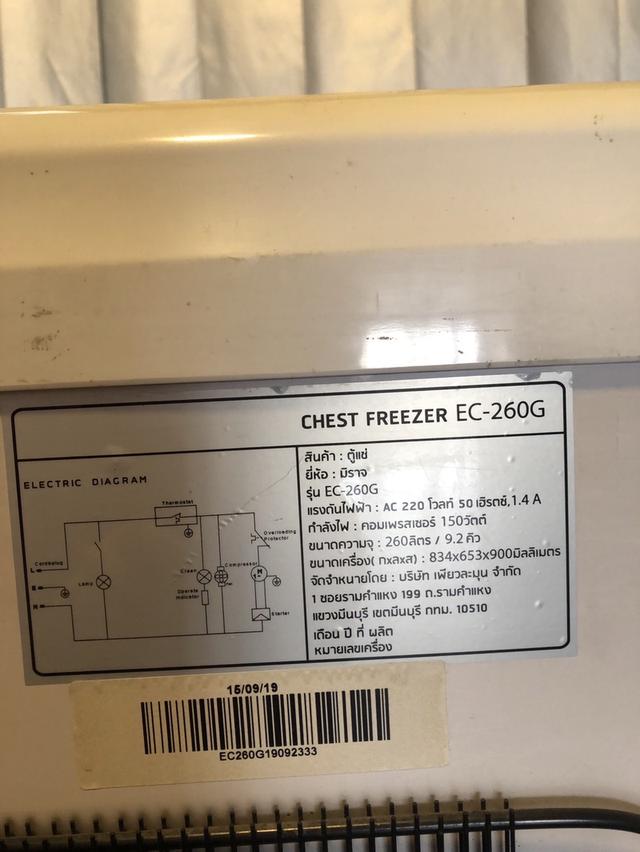 CHEST FREEZER EC-260G
ELECTRIC DIAGRAM
Thermostat
Overloading
Protector
Cordsplug
L
E
N
Lamp
Green
Operate
Indicator
Fan
Compressor
M
Starter
สินค้า : ตู้แช่
ยี่ห้อ : มิราจ
รุ่น EC-260G
แรงดันไฟฟ้า : AC 220 โวลท์ 50 เฮิรตซ์,1.4 A
กำลังไฟ : คอมเพรสเซอร์ 150วัตต์
ขนาดความจุ : 260ลิตร / 9.2 คิว
ขนาดเครื่อง( กxลxส) : 834x653x900มิลลิเมตร
จัดจำหน่ายโดย : บริษัท เพียวละมุน จำกัด
1 ซอยรามคำแหง 199 ถ.รามคำแหง
แขวงมีนบุรี เขตมีนบุรี กทม. 10510
เดือน ปี ที่ ผลิต
หมายเลขเครื่อง
15/09/19
EC260G19092333